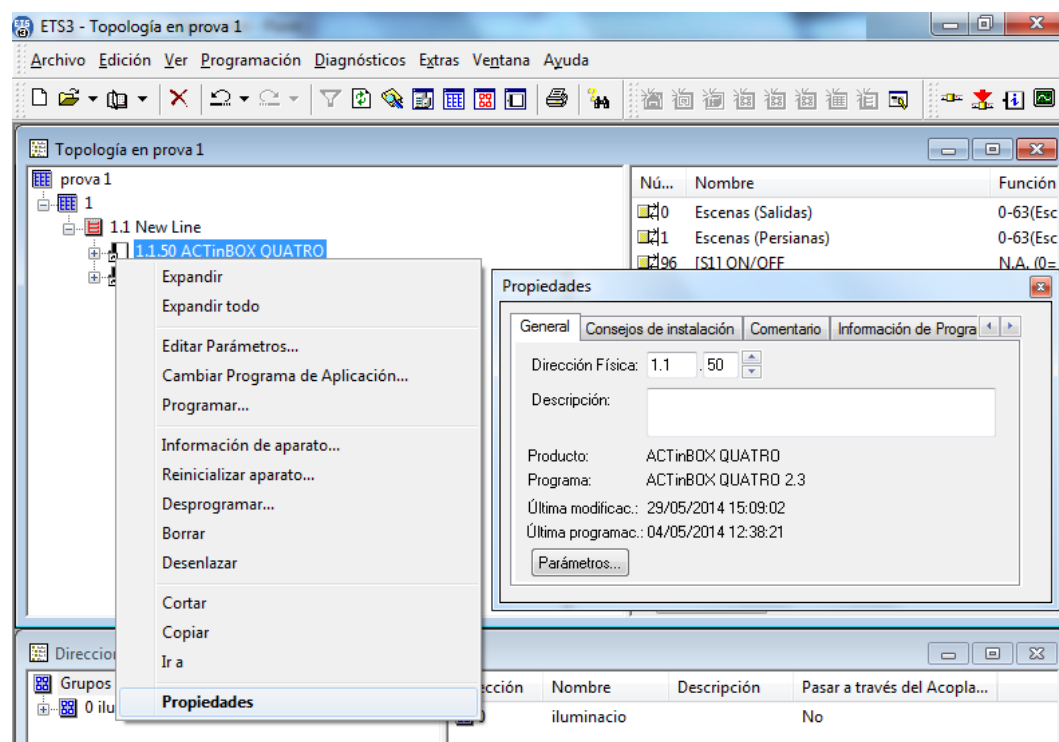 ETS3 - Topología en prova 1
Archivo Edición Ver Programación Diagnósticos Extras Ventana Ayuda
Topología en prova 1
prova 1
1
1.1 New Line
1.1.50 ACTinBOX QUATRO
Nú... Nombre Función
0 Escenas (Salidas) 0-63(Esc
1 Escenas (Persianas) 0-63(Esc
96 [S1] ON/OFF N.A. (0=
Expandir
Expandir todo
Editar Parámetros...
Cambiar Programa de Aplicación...
Programar...
Información de aparato...
Reinicializar aparato...
Desprogramar...
Borrar
Desenlazar
Cortar
Copiar
Ir a
Propiedades
Propiedades
General Consejos de instalación Comentario Información de Progra
Dirección Física: 1.1 . 50
Descripción:
Producto: ACTinBOX QUATRO
Programa: ACTinBOX QUATRO 2.3
Última modificac.: 29/05/2014 15:09:02
Última programac.: 04/05/2014 12:38:21
Parámetros...
Direccio
Grupos
0 ilu
ección Nombre Descripción Pasar a través del Acopla...
0 iluminacio No